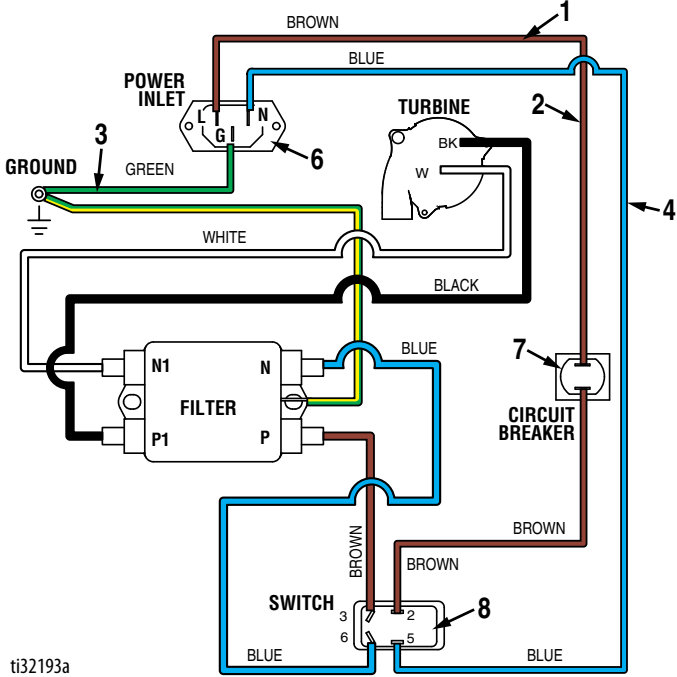 1
BROWN
BLUE
POWER
INLET
L
N
G
TURBINE
BK
W
2
3
6
GROUND
GREEN
4
WHITE
BLACK
BLUE
7
N1
N
FILTER
P1
P
CIRCUIT
BREAKER
BROWN
BROWN
BROWN
SWITCH
3
2
8
6
5
BLUE
BLUE
ti32193a